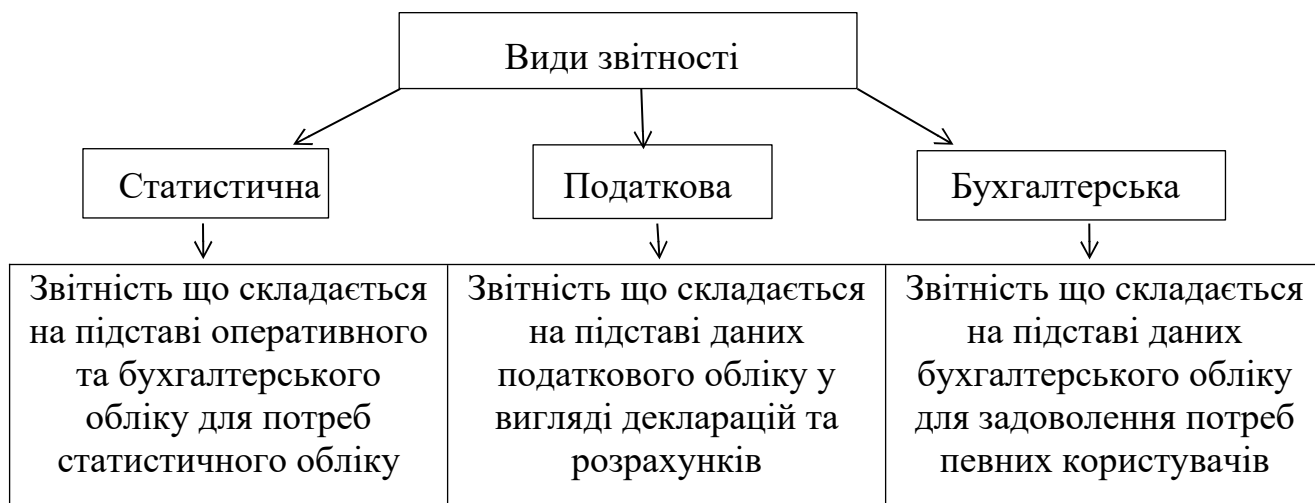 Види звітності
Статистична
Податкова
Бухгалтерська
Звітність що складається
на підставі оперативного
та бухгалтерського
обліку для потреб
статистичного обліку
Звітність що складається
на підставі даних
податкового обліку у
вигляді декларацій та
розрахунків
Звітність що складається
на підставі даних
бухгалтерського обліку
для задоволення потреб
певних користувачів